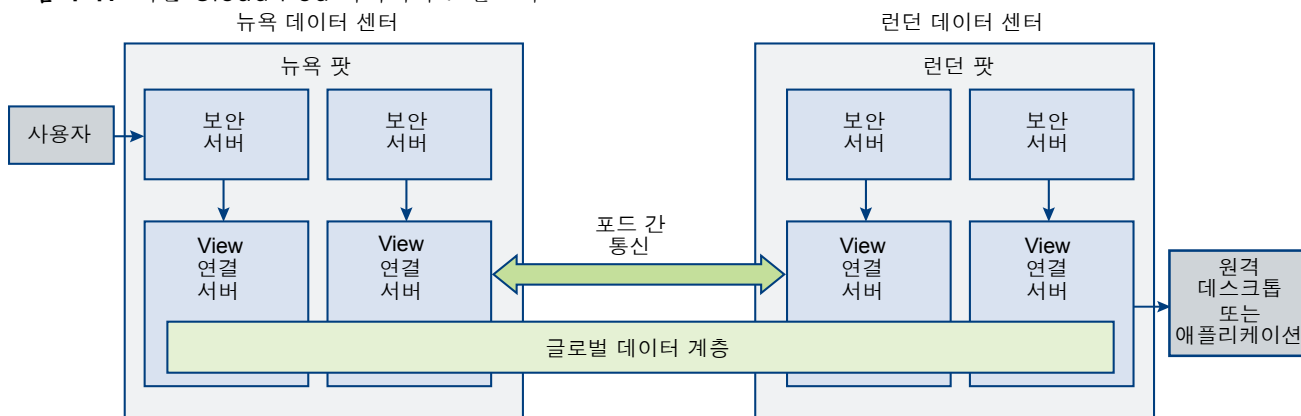 뉴욕 데이터 센터
런던 데이터 센터
뉴욕 팟
런던 팟
사용자
보안
서버
보안
서버
보안
서버
보안
서버
View
연결
서버
View
연결
서버
포드 간
통신
View
연결
서버
View
연결
서버
원격
데스크톱
또는
애플리케이션
글로벌 데이터 계층